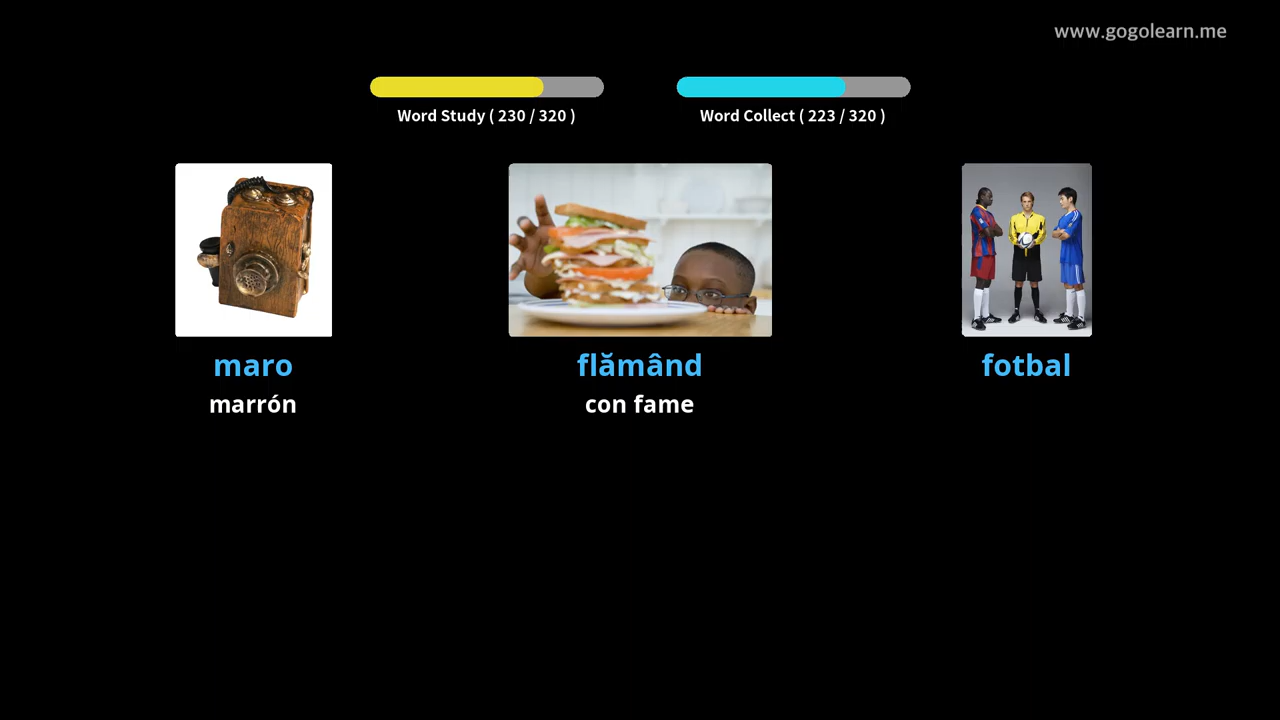 www.gogolearn.me
Word Study ( 230 / 320 )
Word Collect ( 223 / 320 )
maro
marrón
flămând
con fame
fotbal